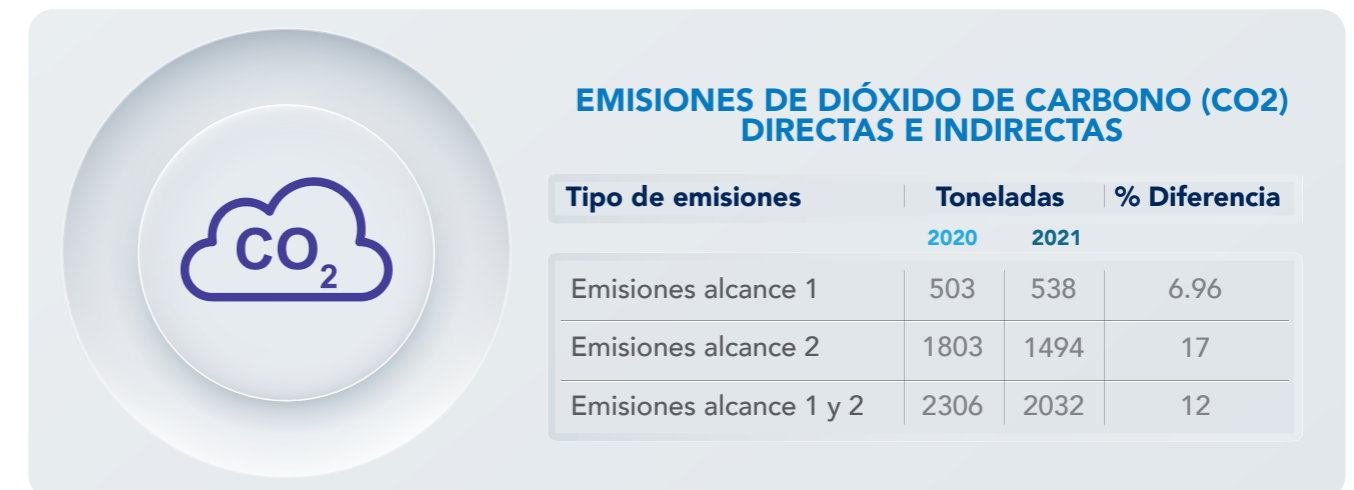 CO2
EMISIONES DE DIÓXIDO DE CARBONO (CO2)
DIRECTAS E INDIRECTAS
Tipo de emisiones Toneladas % Diferencia
2020 2021
Emisiones alcance 1 503 538 6.96
Emisiones alcance 2 1803 1494 17
Emisiones alcance 1 y 2 2306 2032 12